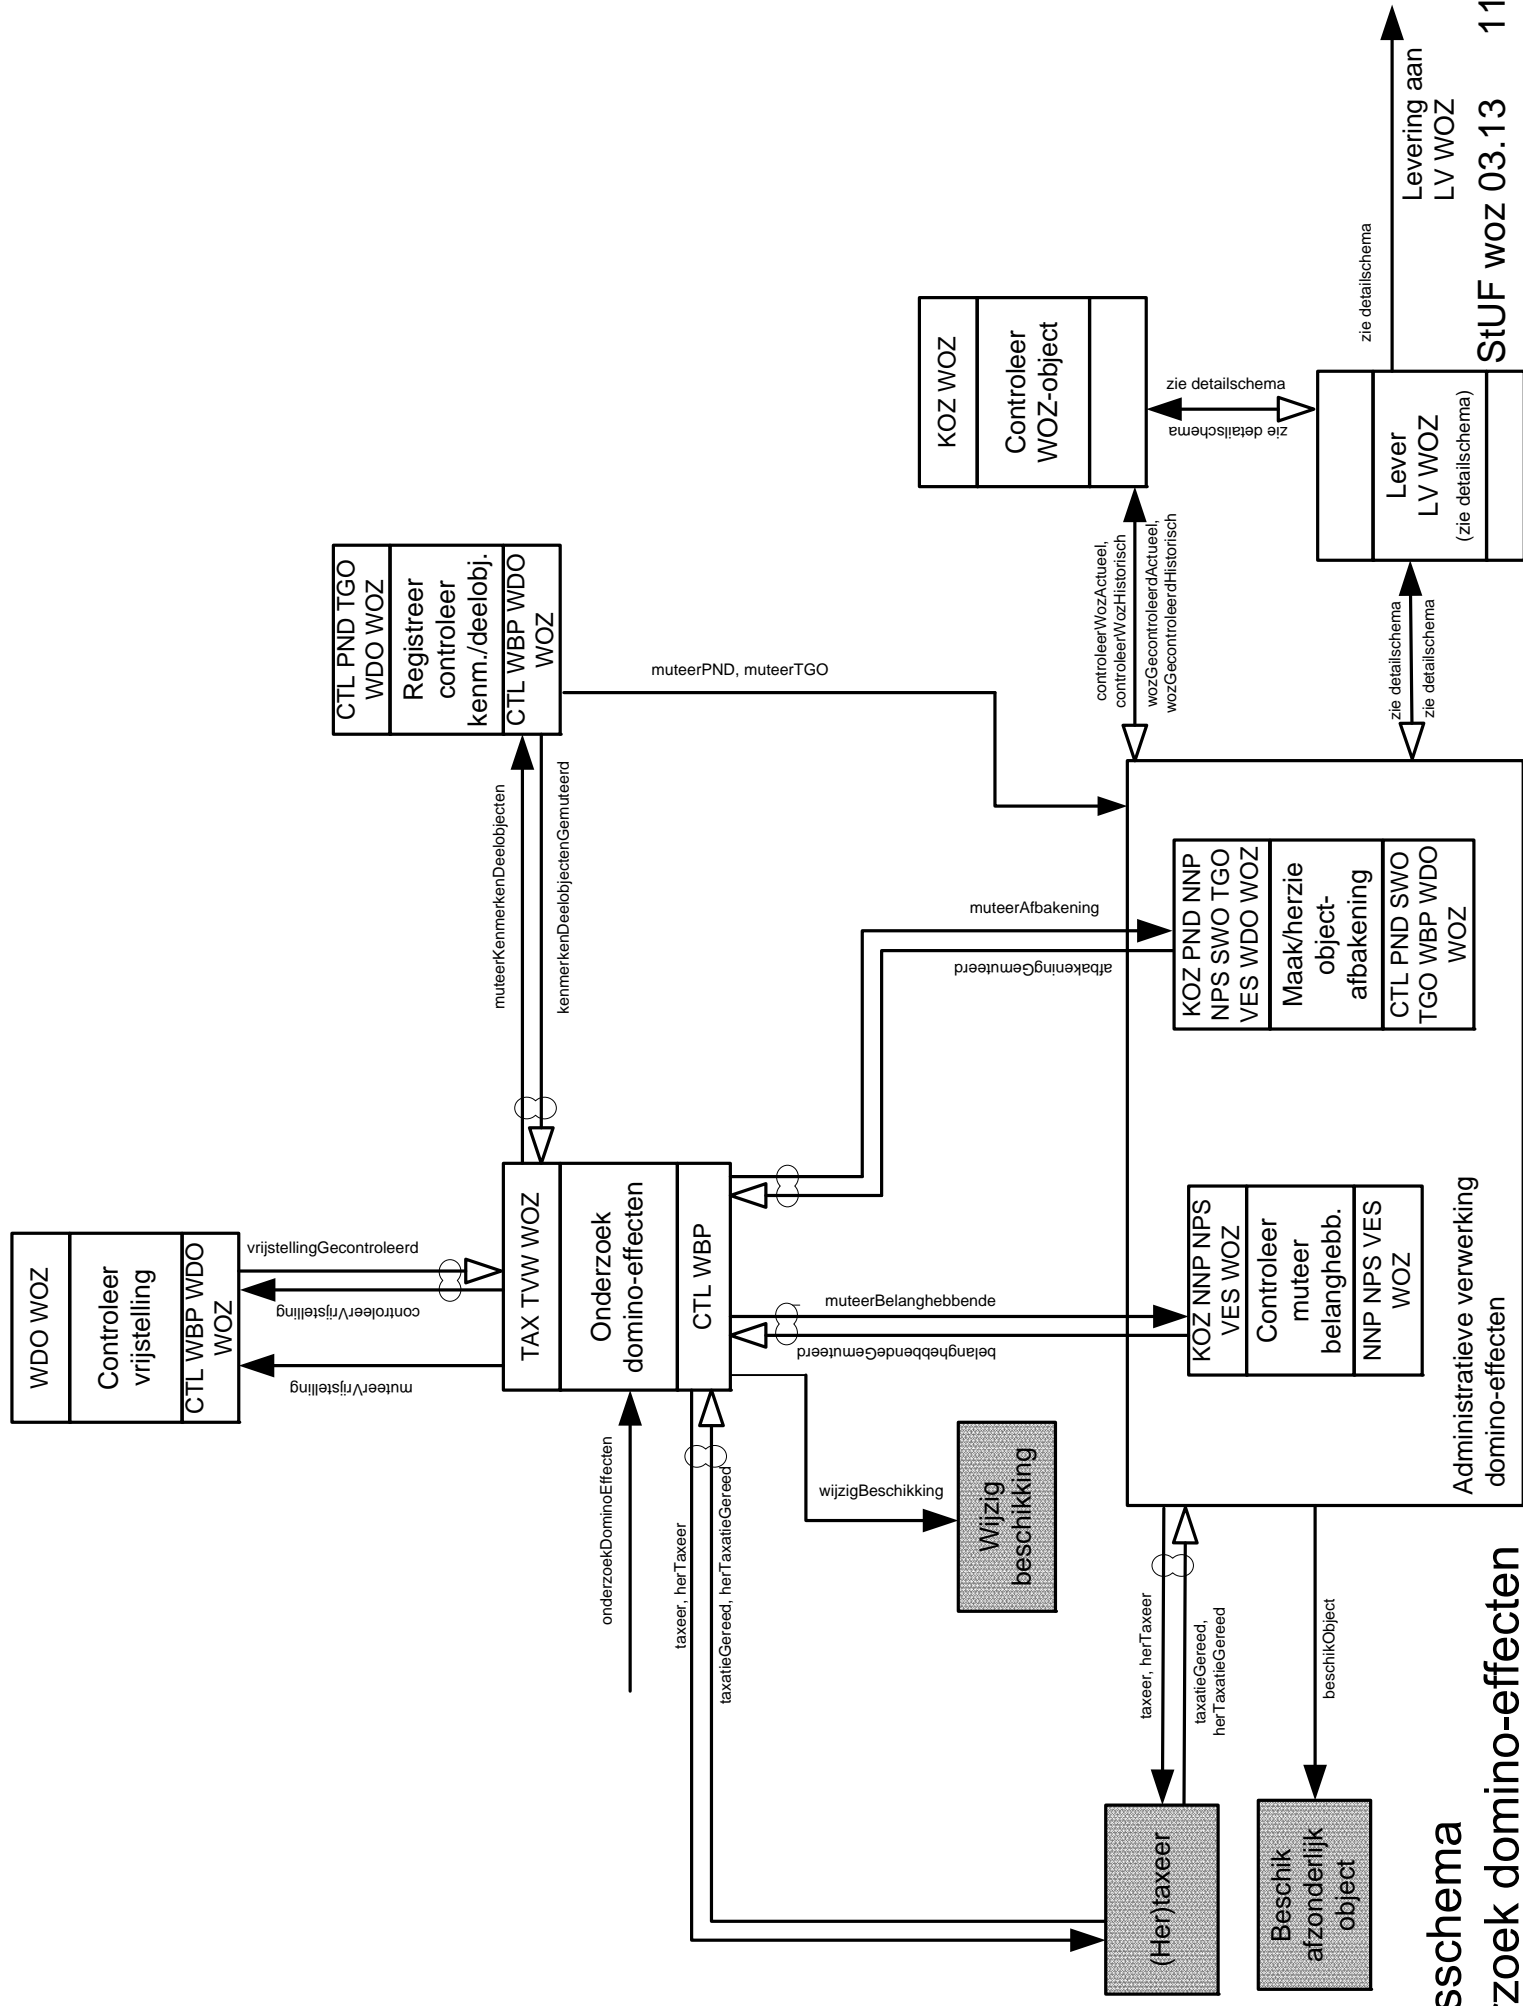 WDO WOZ
Controleer
vrijstelling
CTL WBP WDO
WOZ
CTL PND TGO
WDO WOZ
Registreer
controleer
kenm./deelobj.
CTL WBP WDO
WOZ
muteerVrijstelling
controleerVrijstelling
vrijstellingGecontroleerd
muteerKenmerkenDeelobjecten
kenmerkenDeelobjectenGemuteerd
onderzoekDominoEffecten
TAX TVW WOZ
Onderzoek
domino-effecten
CTL WBP
taxeer, herTaxeer
taxatieGereed, herTaxatieGereed
wijzigBeschikking
belanghebbendeGemuteerd
muteerBelanghebbende
afbakeningGemuteerd
muteerAfbakening
muteerPND, muteerTGO
Wijzig
beschikking
KOZ WOZ
Controleer
WOZ-object
controleerWozActueel,
controleerWozHistorisch
wozGecontroleerdActueel,
wozGecontroleerdHistorisch
zie detailschema
zie detailschema
(Her)taxeer
taxeer, herTaxeer
taxatieGereed,
herTaxatieGereed
KOZ NNP NPS
VES WOZ
Controleer
muteer
belanghebb.
NNP NPS VES
WOZ
KOZ PND NNP
NPS SWO TGO
VES WDO WOZ
Maak/herzie
object-
afbakening
CTL PND SWO
TGO WBP WDO
WOZ
Beschik
afzonderlijk
object
beschikObject
Administratieve verwerking
domino-effecten
zie detailschema
zie detailschema
Lever
LV WOZ
(zie detailschema)
zie detailschema
Levering aan
LV WOZ
sschema
zoek domino-effecten
StUF woz 03.13 11